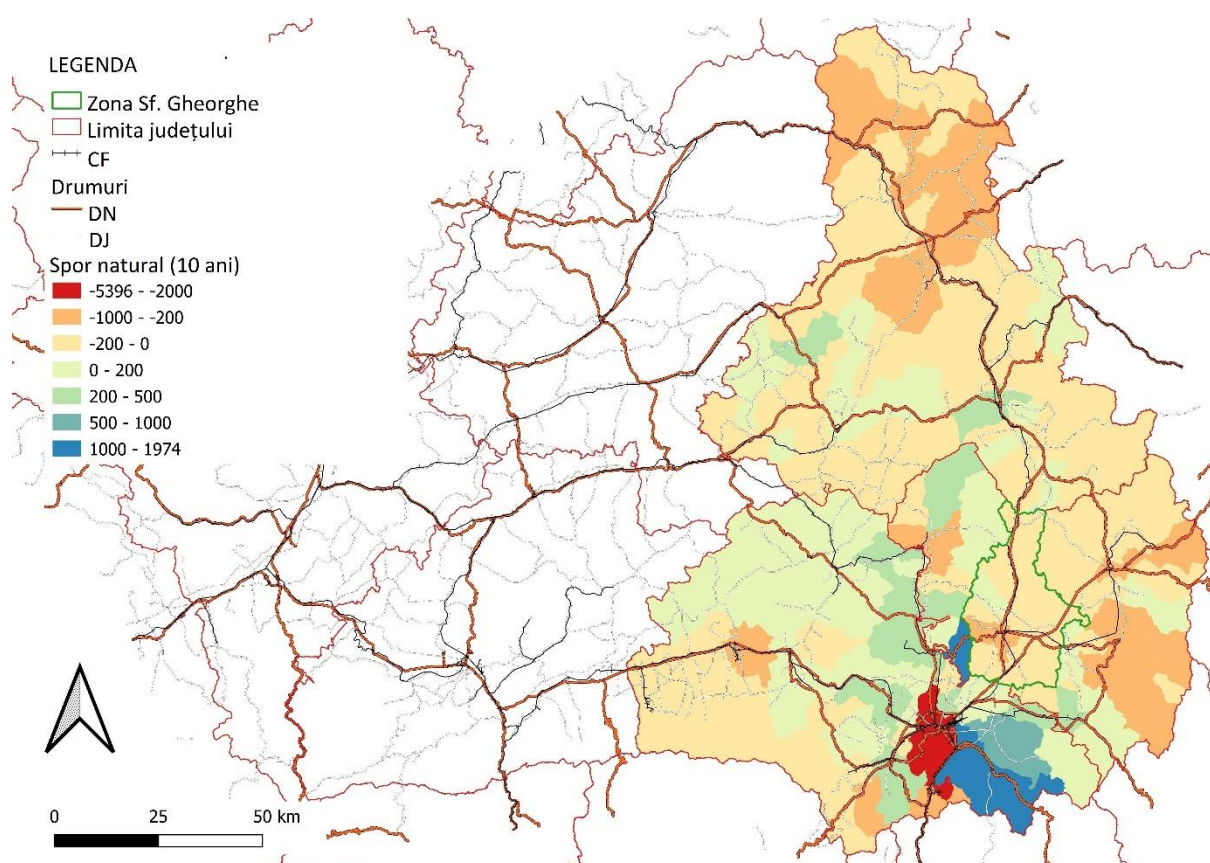 LEGENDA
Zona Sf. Gheorghe
Limita județului
CF
Drumuri
DN
DJ
Spor natural (10 ani)
-5396 - -2000
-1000 - -200
-200 - 0
0 - 200
200 - 500
500 - 1000
1000 - 1974
0 25 50 km